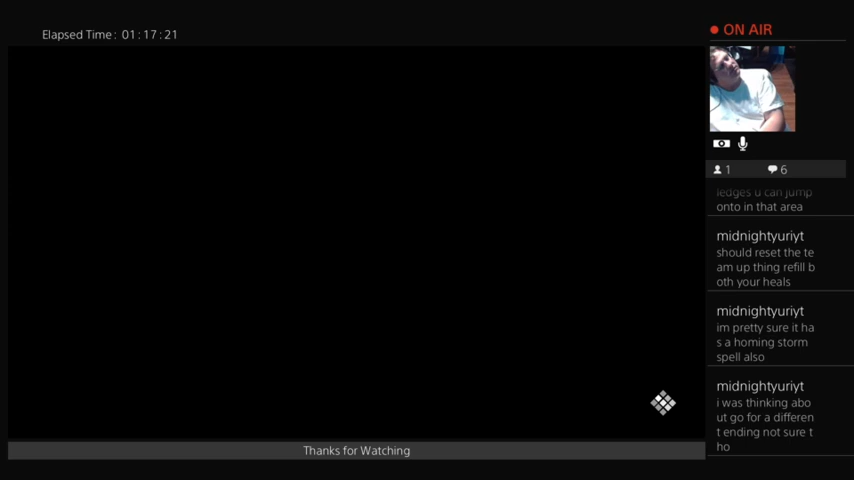 Elapsed Time: 01:17:21
ON AIR
1 6
ledges u can jump
onto in that area
midnightyuriyt
should reset the te
am up thing refill b
oth your heals
midnightyuriyt
im pretty sure it ha
s a homing storm
spell also
midnightyuriyt
i was thinking abo
ut go for a differen
t ending not sure t
ho
Thanks for Watching